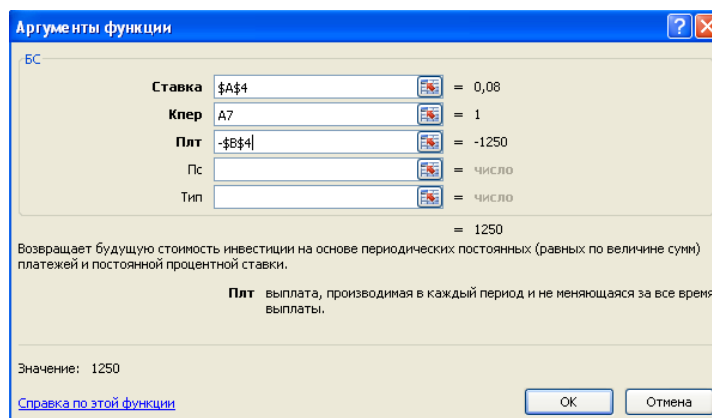 Аргументы функции
БС
Ставка $A$4 = 0,08
Кпер A7 = 1
Плт -$B$4 = -1250
Пс = число
Тип = число
= 1250
Возвращает будущую стоимость инвестиции на основе периодических постоянных (равных по величине сумм)
платежей и постоянной процентной ставки.
Плт выплата, производимая в каждый период и не меняющаяся за все время
выплаты.
Значение: 1250
Справка по этой функции
ОК
Отмена